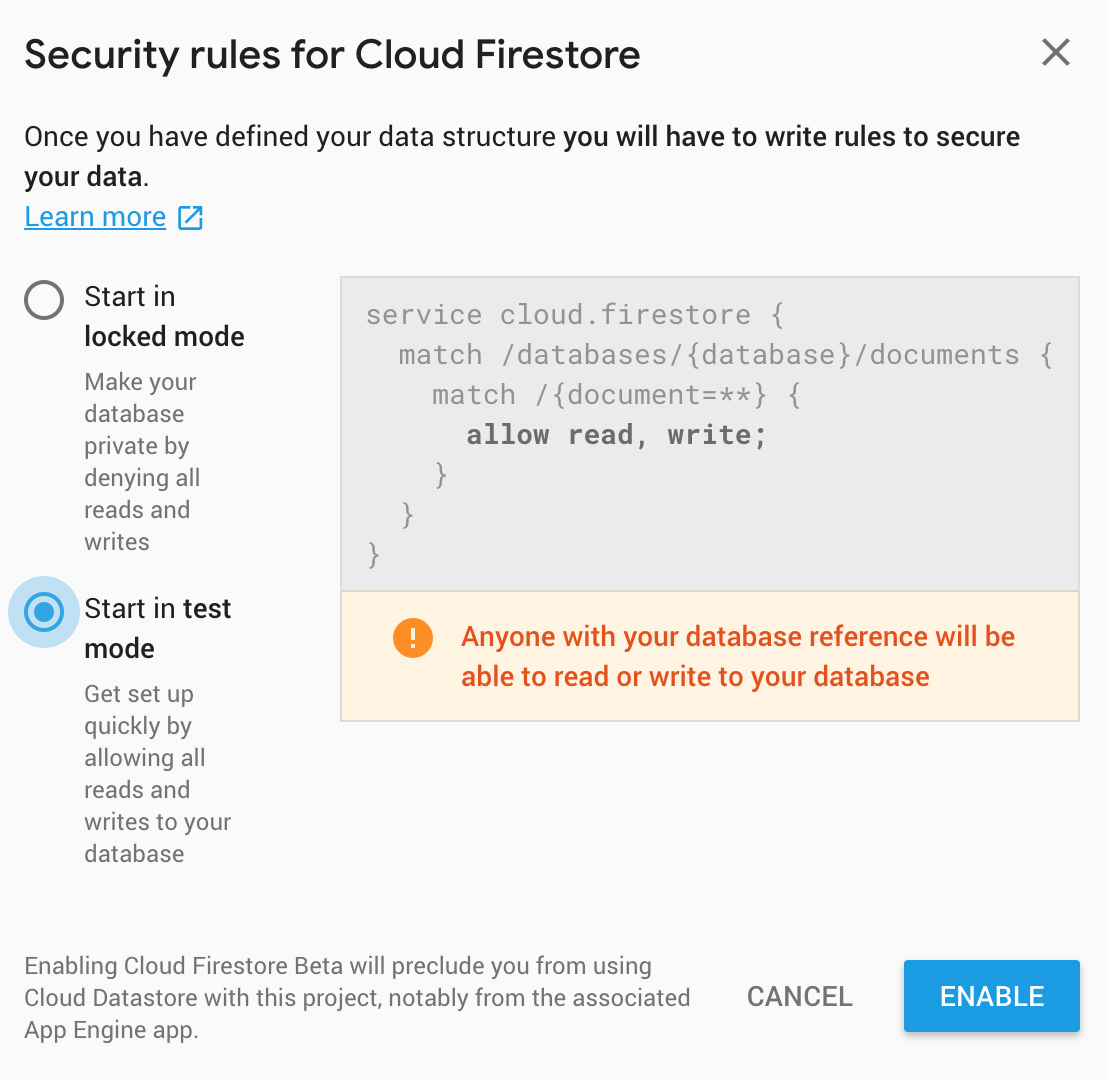 Security rules for Cloud Firestore
Once you have defined your data structure you will have to write rules to secure
your data.
Learn more
Start in
locked mode
Make your
database
private by
denying all
reads and
writes
Start in test
mode
Get set up
quickly by
allowing all
reads and
writes to your
database
service cloud.firestore {
  match /databases/{database}/documents {
    match /{document=**} {
      allow read, write;
    }
  }
}
Anyone with your database reference will be
able to read or write to your database
Enabling Cloud Firestore Beta will preclude you from using
Cloud Datastore with this project, notably from the associated
App Engine app.
CANCEL
ENABLE